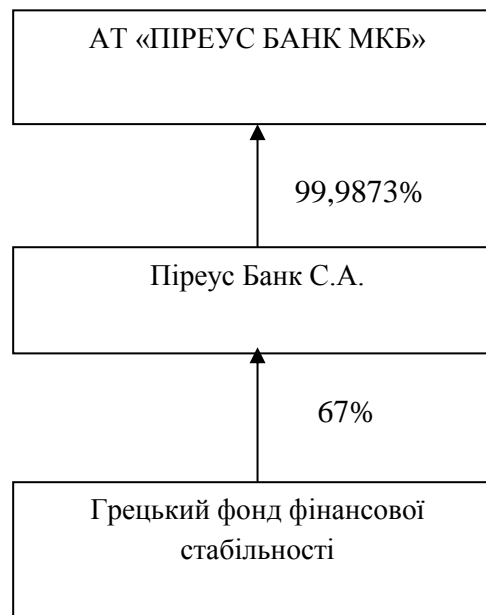 АТ «ПІРЕУС БАНК МКБ»
99,9873%
Піреус Банк С.А.
67%
Грецький фонд фінансової
стабільності